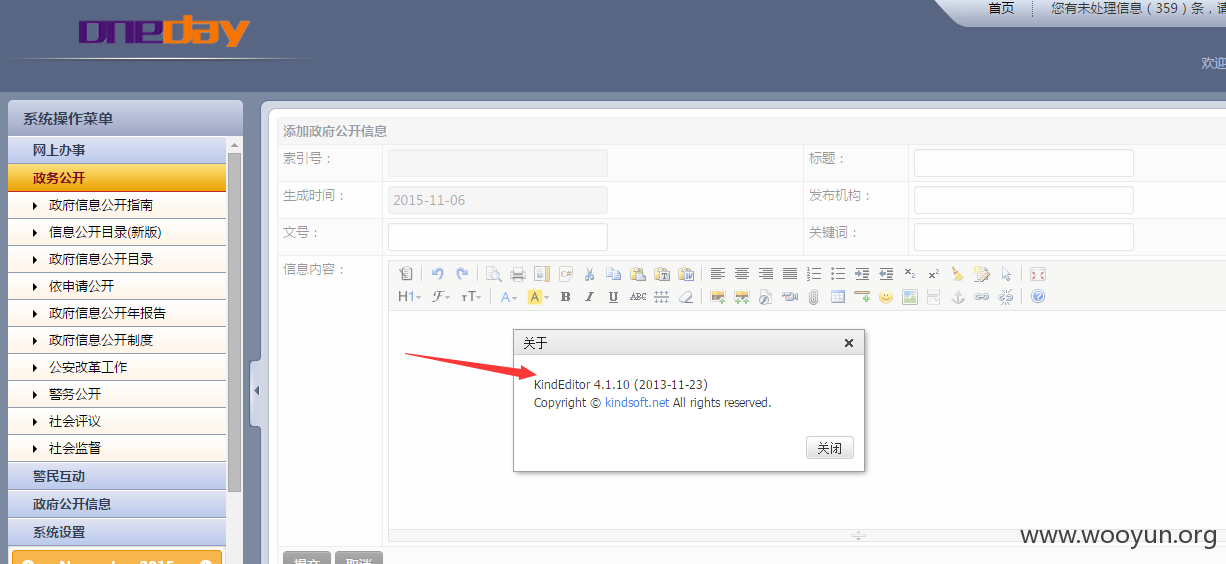 首页
您有未处理信息（359）条，请
oneday
欢迎
系统操作菜单
网上办事
政务公开
政府信息公开指南
信息公开目录(新版)
政府信息公开目录
依申请公开
政府信息公开年报告
政府信息公开制度
公安改革工作
警务公开
社会评议
社会监督
警民互动
政府公开信息
系统设置
添加政府公开信息
索引号：
标题：
生成时间：
2015-11-06
发布机构：
文号：
关键词：
信息内容：
关于
KindEditor 4.1.10 (2013-11-23)
Copyright © kindsoft.net All rights reserved.
关闭
www.wooyun.org
提交
取消
November 2015